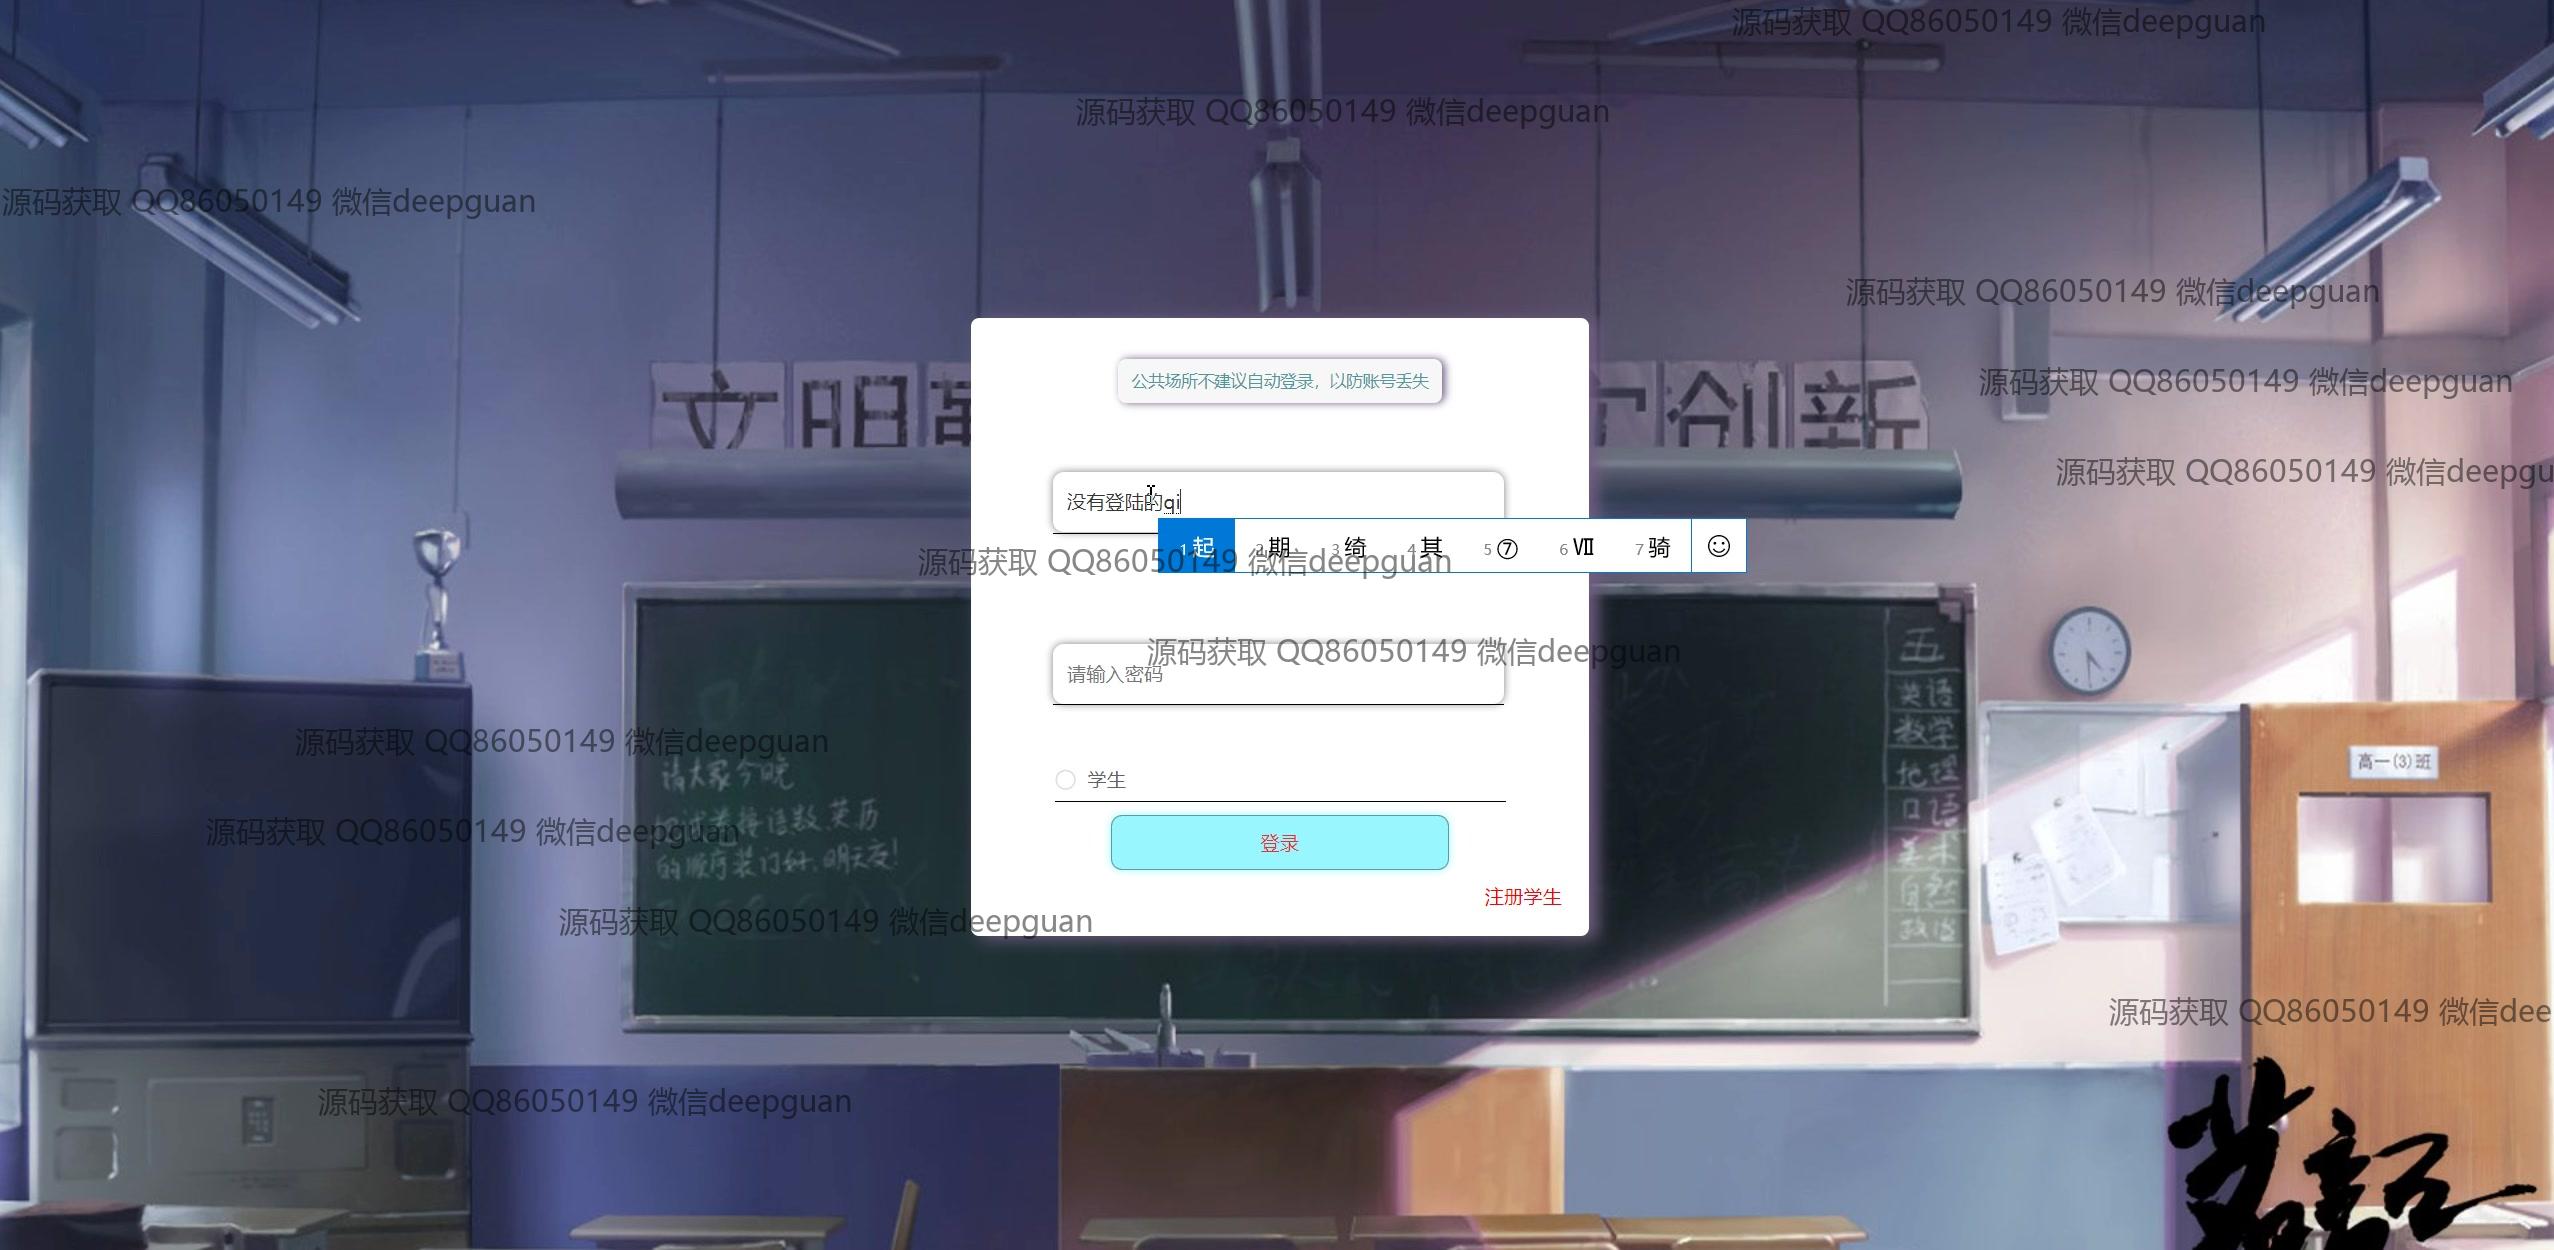 源码获取 QQ86050149 微信deepguan
源码获取 QQ86050149 微信deepguan
源码获取 QQ86050149 微信deepguan
源码获取 QQ86050149 微信deepguan
公共场所不建议自动登录，以防账号丢失
源码获取 QQ86050149 微信deepguan
文明
创新
源码获取 QQ86050149 微信deepgu
没有登陆的qi
1 起 2 期 3 绮 4 其 5 ⑦ 6 Ⅶ 7 骑
源码获取 QQ86050149 微信deepguan
五
源码获取 QQ86050149 微信deepguan
请输入密码
英语
数学
源码获取 QQ86050149 微信deepguan
高一(3)班
请大家今晚
地理
学生
口语
源码获取 QQ86050149 微信deepguan
登录
美术
的顺序装订好,明天交!
自然
注册学生
源码获取 QQ86050149 微信deepguan
政治
源码获取 QQ86050149 微信dee
源码获取 QQ86050149 微信deepguan